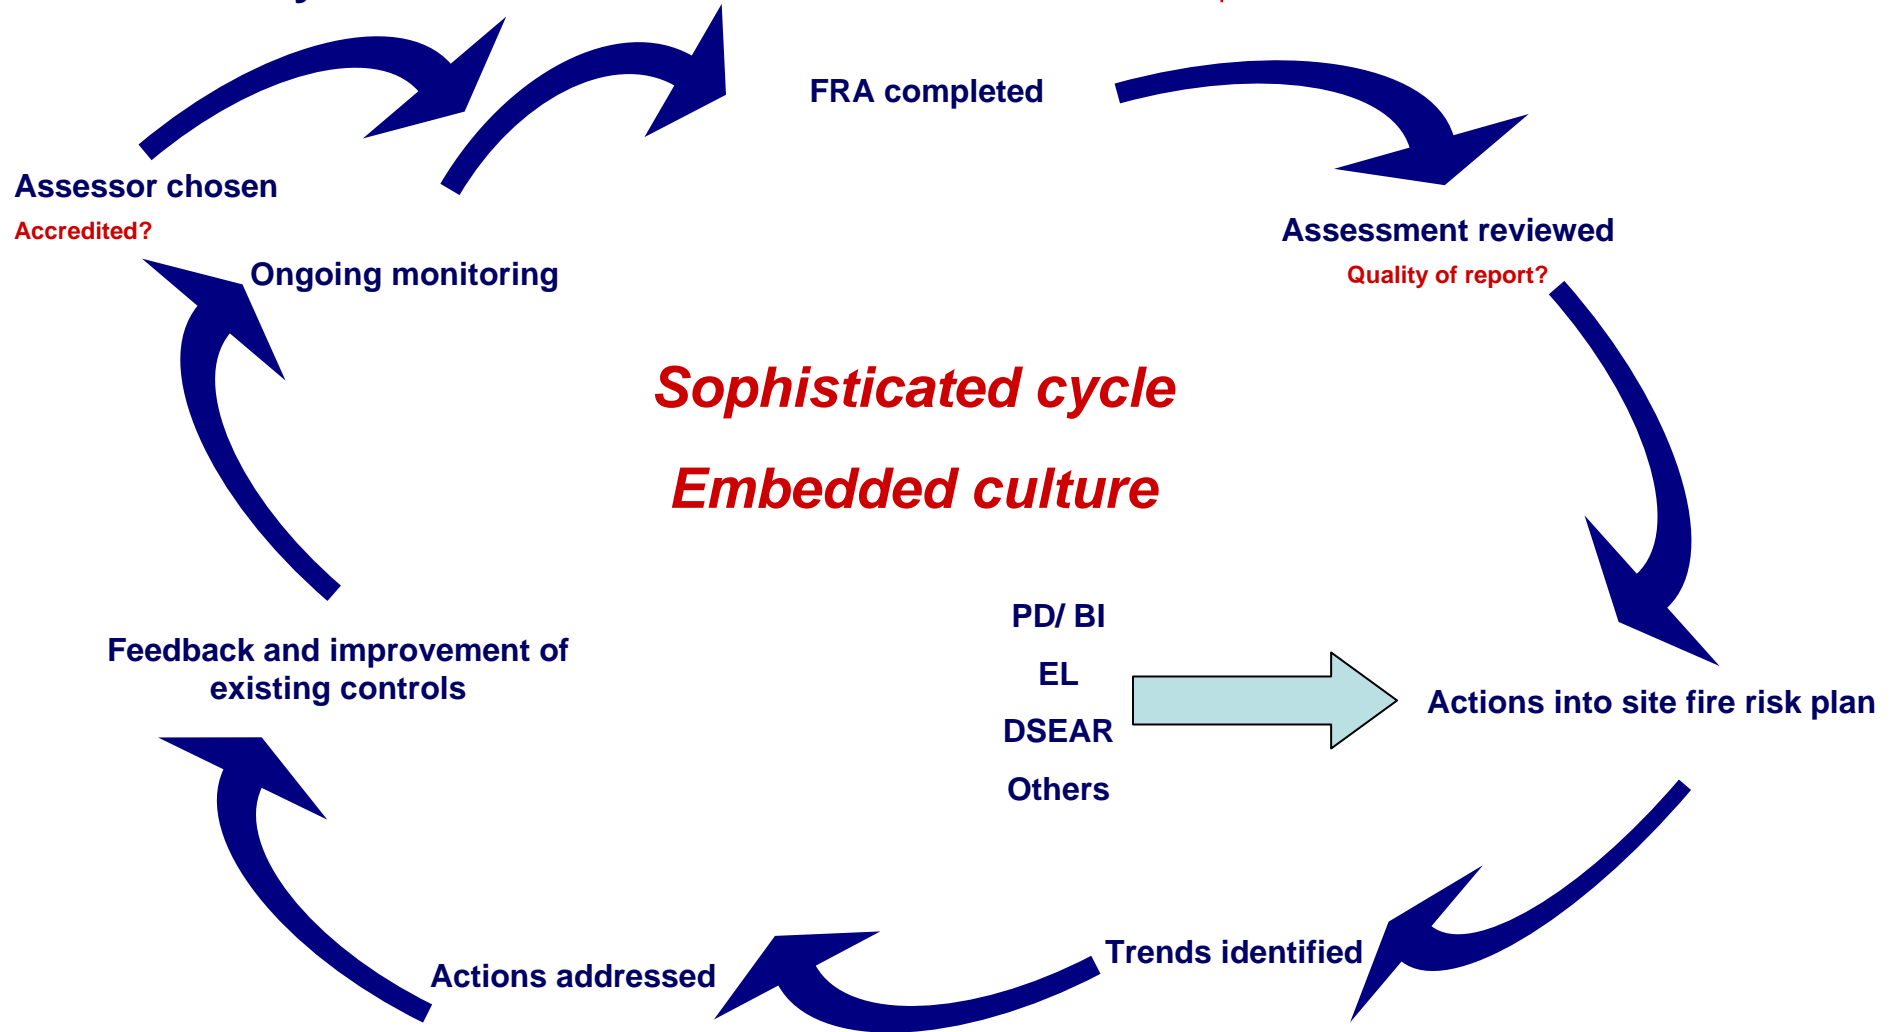 FRA completed
Assessor chosen
Accredited?
Assessment reviewed
Ongoing monitoring
Quality of report?
Sophisticated cycle
Embedded culture
PD/ BI
Feedback and improvement of
existing controls
EL
Actions into site fire risk plan
DSEAR
Others
Trends identified
Actions addressed